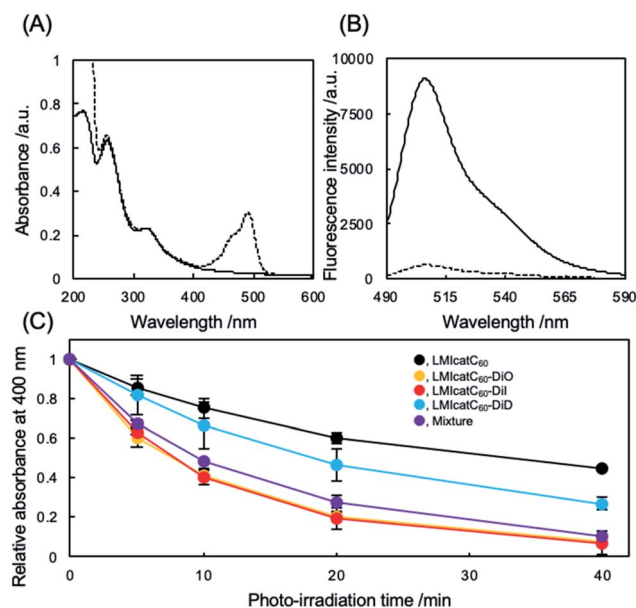 (A)
Absorbance /a.u.
1
0.8
0.6
0.4
0.2
0
200 300 400 500 600
Wavelength /nm
(B)
Fluorescence intensity /a.u.
10000
7500
5000
2500
0
490 515 540 565 590
Wavelength /nm
(C)
Relative absorbance at 400 nm
1
0.8
0.6
0.4
0.2
0
, LMIcatC₆₀
, LMIcatC₆₀-DiO
, LMIcatC₆₀-DiI
, LMIcatC₆₀-DiD
, Mixture
0 10 20 30 40
Photo-irradiation time /min